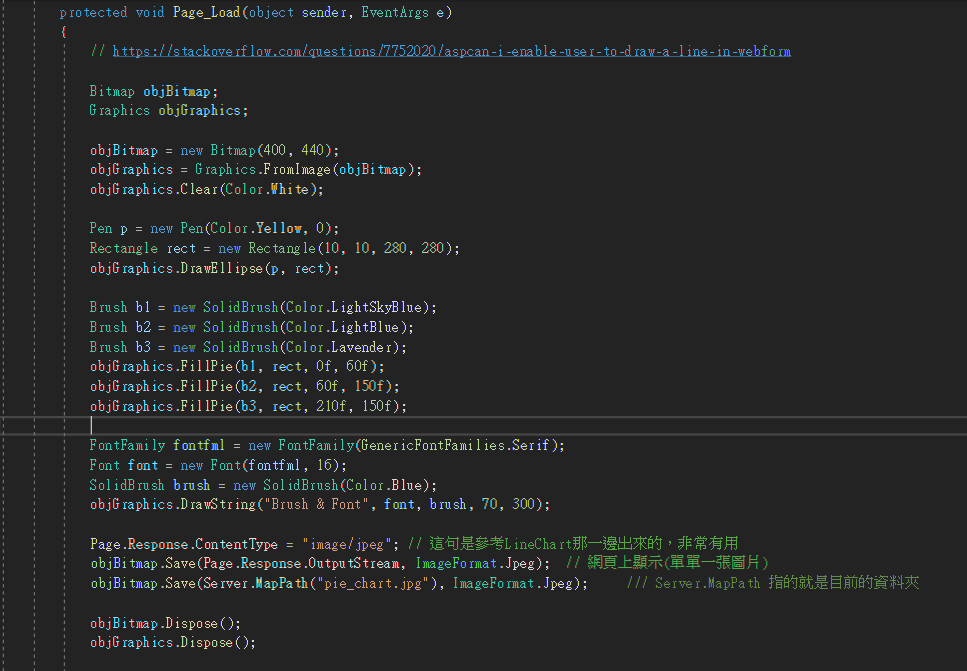 protected void Page_Load(object sender, EventArgs e)
{
// https://stackoverflow.com/questions/7752020/aspcan-i-enable-user-to-draw-a-line-in-webform
Bitmap objBitmap;
Graphics objGraphics;
objBitmap = new Bitmap(400, 440);
objGraphics = Graphics.FromImage(objBitmap);
objGraphics.Clear(Color.White);
Pen p = new Pen(Color.Yellow, 0);
Rectangle rect = new Rectangle(10, 10, 280, 280);
objGraphics.DrawEllipse(p, rect);
Brush b1 = new SolidBrush(Color.LightSkyBlue);
Brush b2 = new SolidBrush(Color.LightBlue);
Brush b3 = new SolidBrush(Color.Lavender);
objGraphics.FillPie(b1, rect, 0f, 60f);
objGraphics.FillPie(b2, rect, 60f, 150f);
objGraphics.FillPie(b3, rect, 210f, 150f);
FontFamily fontfml = new FontFamily(GenericFontFamilies.Serif);
Font font = new Font(fontfml, 16);
SolidBrush brush = new SolidBrush(Color.Blue);
objGraphics.DrawString("Brush & Font", font, brush, 70, 300);
Page.Response.ContentType = "image/jpeg"; // 這句是參考LineChart那一邊出來的，非常有用
objBitmap.Save(Page.Response.OutputStream, ImageFormat.Jpeg); // 網頁上顯示(單單一張圖片)
objBitmap.Save(Server.MapPath("pie_chart.jpg"), ImageFormat.Jpeg); /// Server.MapPath 指的就是目前的資料夾
objBitmap.Dispose();
objGraphics.Dispose();